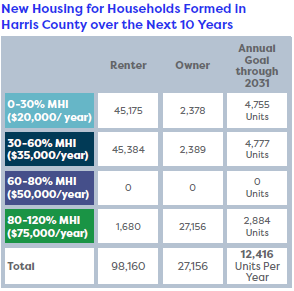 New Housing for Households Formed in
Harris County over the Next 10 Years
Renter
Owner
Annual
Goal
through
2031
0-30% MHI
($20,000/ year)
45,175
2,378
4,755
Units
30-60% MHI
($35,000/year)
45,384
2,389
4,777
Units
60-80% MHI
($50,000/year)
0
0
0
Units
80-120% MHI
($75,000/year)
1,680
27,156
2,884
Units
Total
98,160
27,156
12,416
Units Per
Year